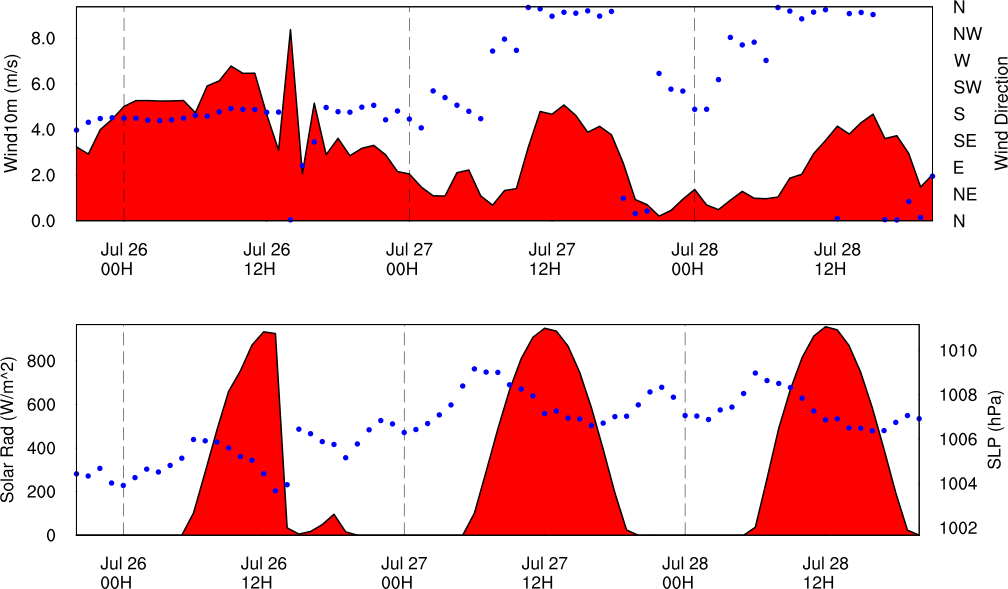 Wind10m (m/s)
8.0
6.0
4.0
2.0
0.0
N
NW
W
SW
S
SE
E
NE
N
Wind Direction
Jul 26 Jul 26 Jul 27 Jul 27 Jul 28 Jul 28
00H 12H 00H 12H 00H 12H
Solar Rad (W/m^2)
800
600
400
200
0
1010
1008
1006
1004
1002
SLP (hPa)
Jul 26 Jul 26 Jul 27 Jul 27 Jul 28 Jul 28
00H 12H 00H 12H 00H 12H